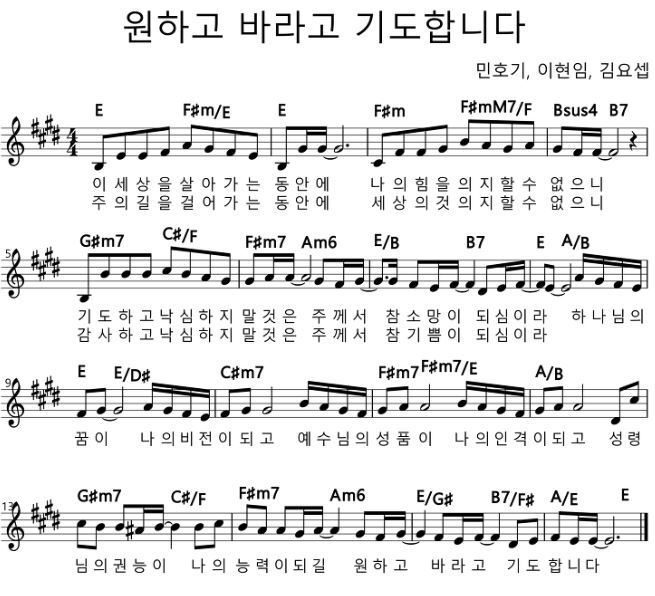 원하고 바라고 기도합니다
민호기, 이현임, 김요셉
E F#m/E E F#m F#mM7/F Bsus4 B7
4 4
이 세 상 을 살 아 가 는 동 안 에 나 의 힘 을 의 지 할 수 없 으 니
주 의 길 을 걸 어 가 는 동 안 에 세 상 의 것 의 지 할 수 없 으 니
G#m7 C#/F F#m7 Am6 E/B B7 E A/B
5
기 도 하 고 낙 심 하 지 말 것 은 주 께 서 참 소 망 이 되 심 이 라 하 나 님 의
감 사 하 고 낙 심 하 지 말 것 은 주 께 서 참 기 쁨 이 되 심 이 라
E E/D# C#m7 F#m7 F#m7/E A/B
9
꿈 이 나 의 비 전 이 되 고 예 수 님 의 성 품 이 나 의 인 격 이 되 고 성 령
G#m7 C#/F F#m7 Am6 E/G# B7/F# A/E E
13
님 의 권 능 이 나 의 능 력 이 되 길 원 하 고 바 라 고 기 도 합 니 다